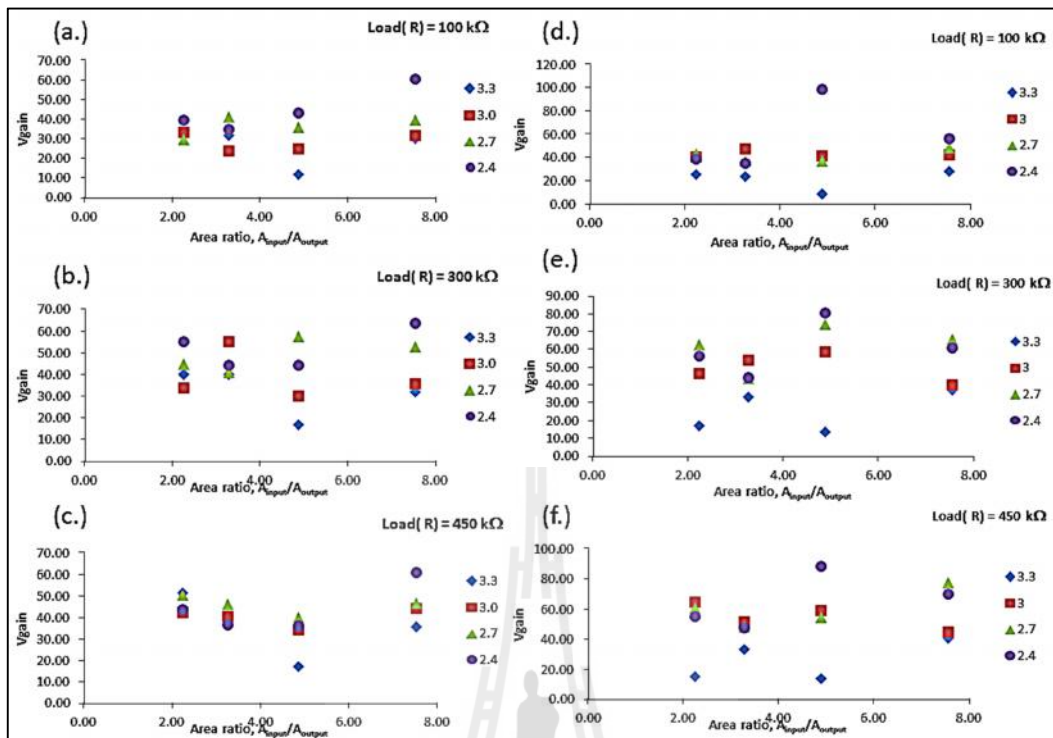 (a.)
Load( R) = 100 kΩ
70.00
60.00
50.00
40.00
30.00
20.00
10.00
0.00
Vgain
0.00 2.00 4.00 6.00 8.00
Area ratio, Ainput/Aoutput
3.3
3.0
2.7
2.4
(b.)
Load( R) = 300 kΩ
70.00
60.00
50.00
40.00
30.00
20.00
10.00
0.00
Vgain
0.00 2.00 4.00 6.00 8.00
Area ratio, Ainput/Aoutput
3.3
3.0
2.7
2.4
(c.)
Load( R) = 450 kΩ
70.00
60.00
50.00
40.00
30.00
20.00
10.00
0.00
Vgain
0.00 2.00 4.00 6.00 8.00
Area ratio, Ainput/Aoutput
3.3
3.0
2.7
2.4
(d.)
Load( R) = 100 kΩ
120.00
100.00
80.00
60.00
40.00
20.00
0.00
Vgain
0.00 2.00 4.00 6.00 8.00
Area ratio, Ainput/Aoutput
3.3
3
2.7
2.4
(e.)
Load( R) = 300 kΩ
90.00
80.00
70.00
60.00
50.00
40.00
30.00
20.00
10.00
0.00
Vgain
0.00 2.00 4.00 6.00 8.00
Area ratio, Ainput/Aoutput
3.3
3
2.7
2.4
(f.)
Load( R) = 450 kΩ
100.00
80.00
60.00
40.00
20.00
0.00
Vgain
0.00 2.00 4.00 6.00 8.00
Area ratio, Ainput/Aoutput
3.3
3
2.7
2.4